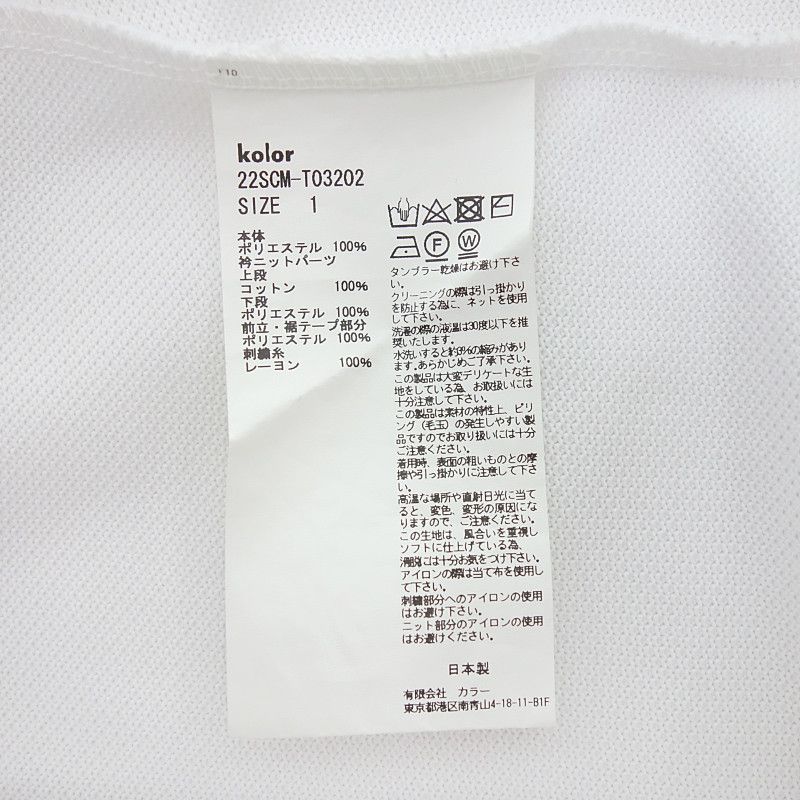 110
kolor
22SCM-T03202
SIZE 1
本体
ポリエステル 100%
衿ニットパーツ
上段
コットン 100%
下段
ポリエステル 100%
前立・裾テープ部分
ポリエステル 100%
刺繍糸
レーヨン 100%
F W
タンブラー乾燥はお避け下さ
い。
クリーニングの際は引っ掛かり
を防止する為に、ネットを使用
して下さい。
洗濯の際の液温は30度以下を推
奨いたします。
水洗いすると約3%の縮みがあり
ます。あらかじめご了承下さい。
この製品は大変デリケートな生
地をしている為、お取扱いには
十分注意して下さい。
この製品は素材の特性上、ピリ
ング（毛玉）の発生しやすい製
品ですのでお取り扱いには十分
ご注意ください。
着用時、表面の粗いものとの摩
擦や引っ掛かりに注意して下さ
い。
高温な場所や直射日光に当て
ると、変色、変形の原因にな
りますので、ご注意ください。
この生地は、風合いを重視し
ソフトに仕上げている為、
滑脱には十分お気をつけ下さい。
アイロンの際は当て布を使用し
て下さい。
刺繍部分へのアイロンの使用
はお避け下さい。
ニット部分のアイロンの使用
はお避けください。
日本製
有限会社 カラー
東京都港区南青山4-18-11-B1F